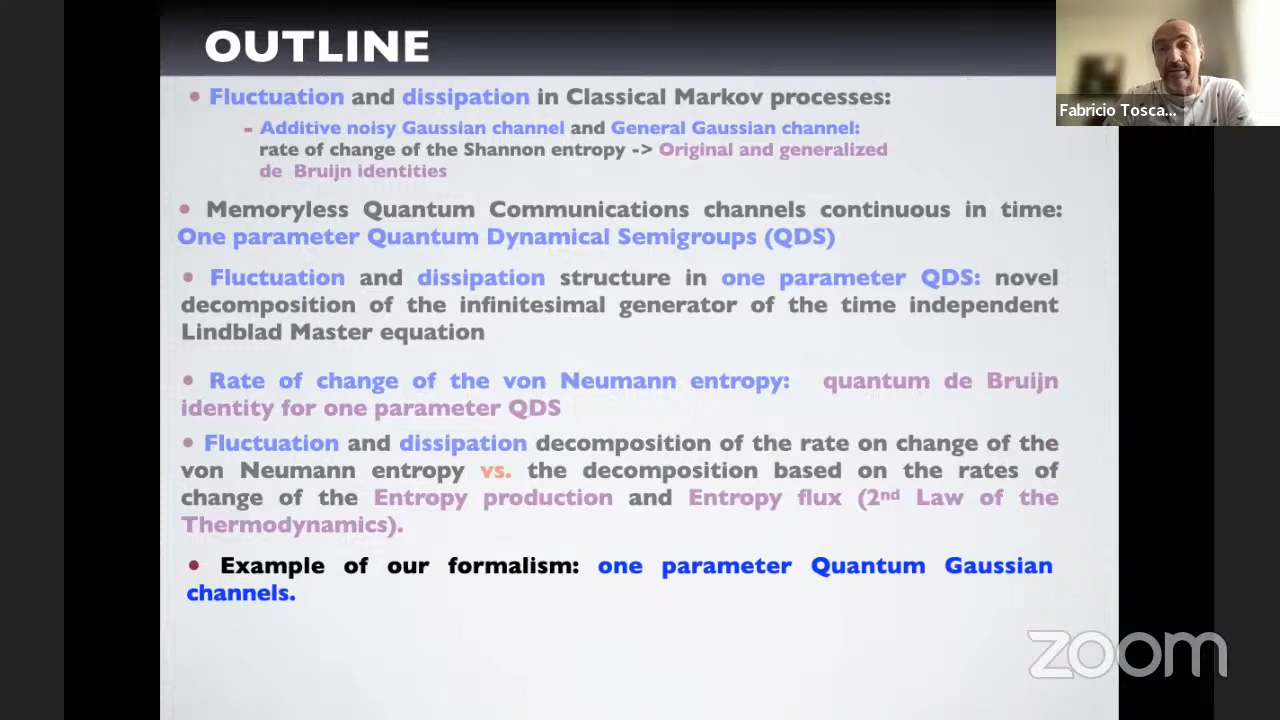 OUTLINE
• Fluctuation and dissipation in Classical Markov processes:
- Additive noisy Gaussian channel and General Gaussian channel:
rate of change of the Shannon entropy -> Original and generalized
de Bruijn identities
• Memoryless Quantum Communications channels continuous in time:
One parameter Quantum Dynamical Semigroups (QDS)
• Fluctuation and dissipation structure in one parameter QDS: novel
decomposition of the infinitesimal generator of the time independent
Lindblad Master equation
• Rate of change of the von Neumann entropy: quantum de Bruijn
identity for one parameter QDS
• Fluctuation and dissipation decomposition of the rate on change of the
von Neumann entropy vs. the decomposition based on the rates of
change of the Entropy production and Entropy flux (2nd Law of the
Thermodynamics).
• Example of our formalism: one parameter Quantum Gaussian
channels.
Fabricio Tosca...
zoom